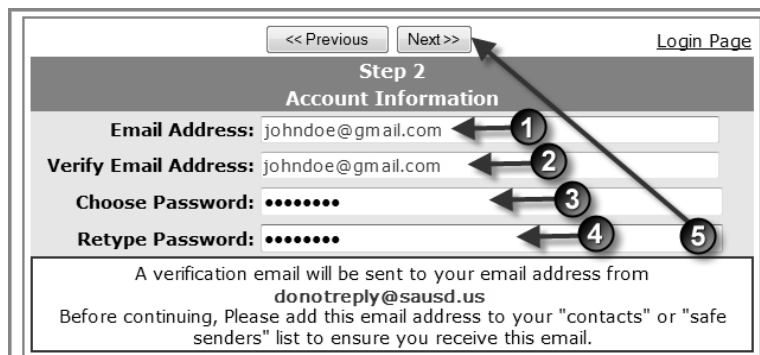 << Previous Next >> Login Page
Step 2
Account Information
Email Address: johndoe@gmail.com 1
Verify Email Address: johndoe@gmail.com 2
Choose Password: •••••••• 3
Retype Password: •••••••• 4 5
A verification email will be sent to your email address from
donotreply@sausd.us
Before continuing, Please add this email address to your "contacts" or "safe
senders" list to ensure you receive this email.